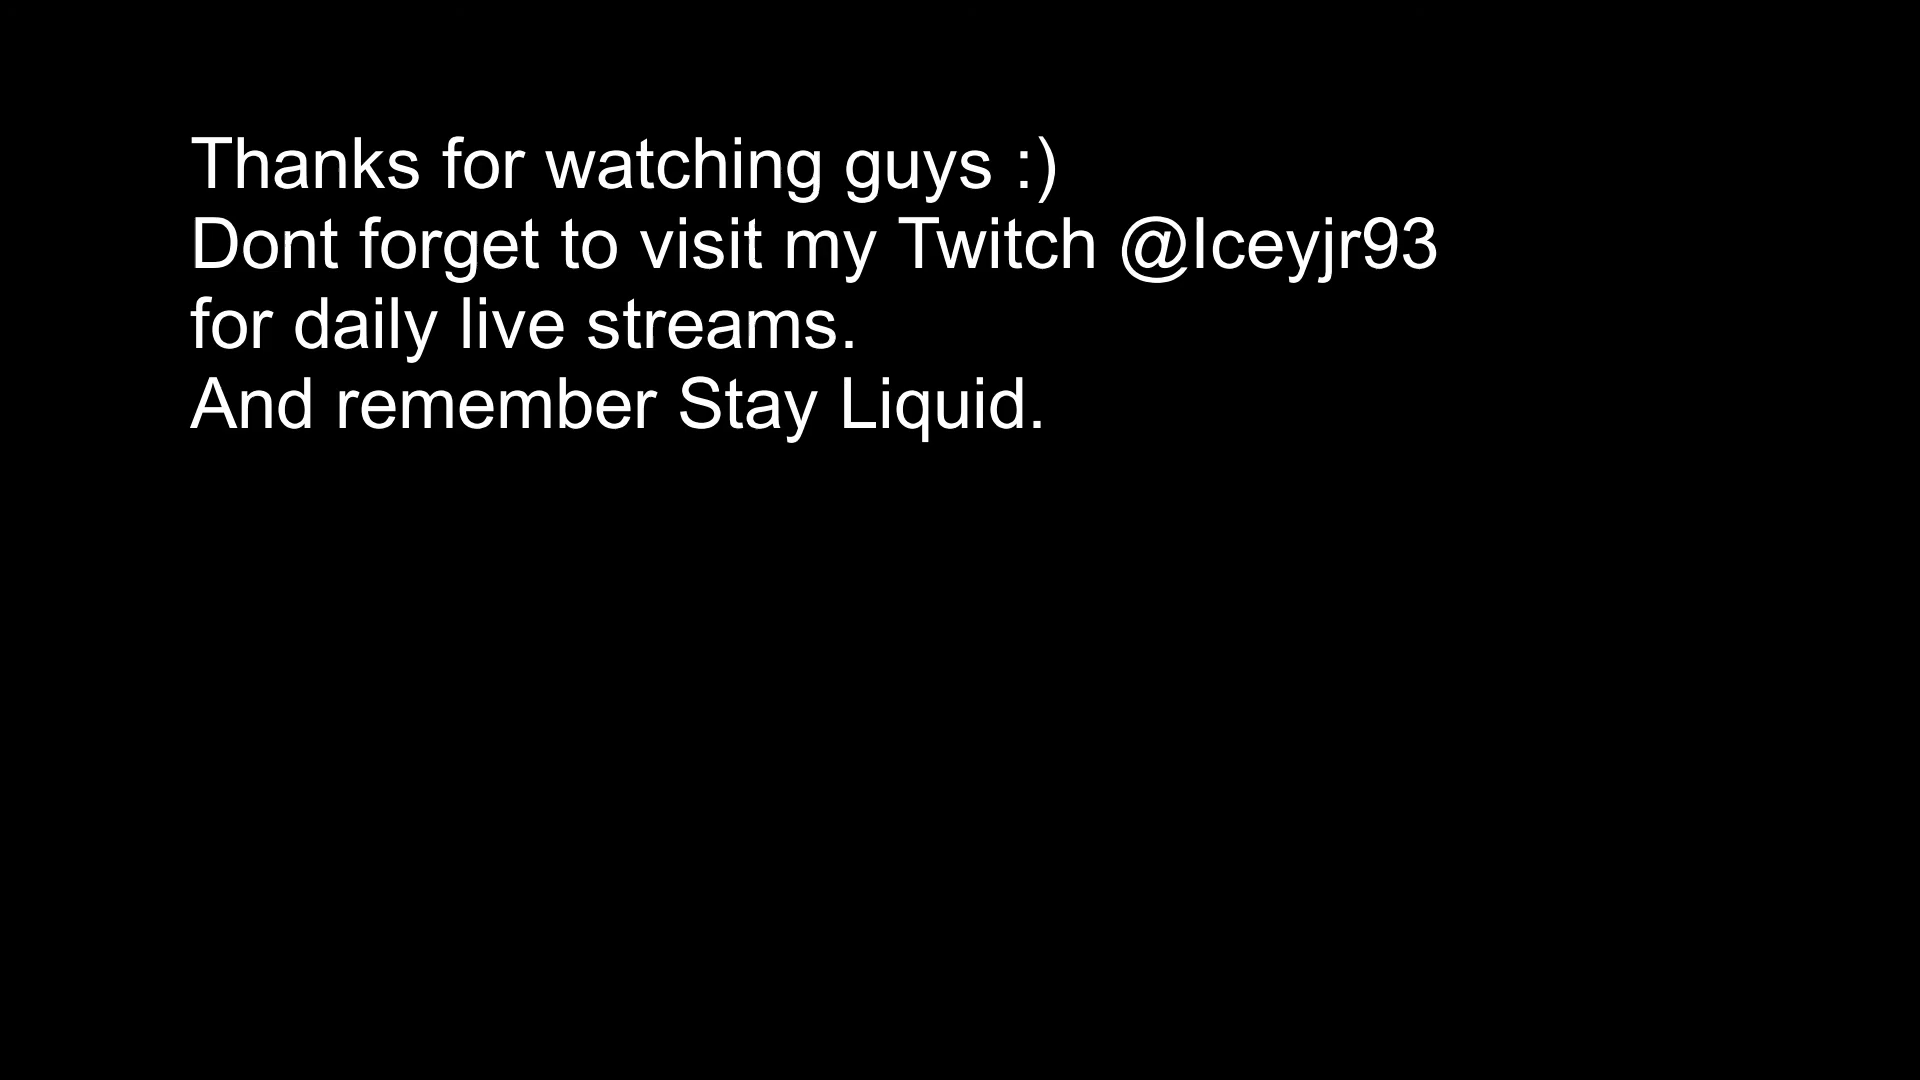 Thanks for watching guys :)
Dont forget to visit my Twitch @Iceyjr93
for daily live streams.
And remember Stay Liquid.